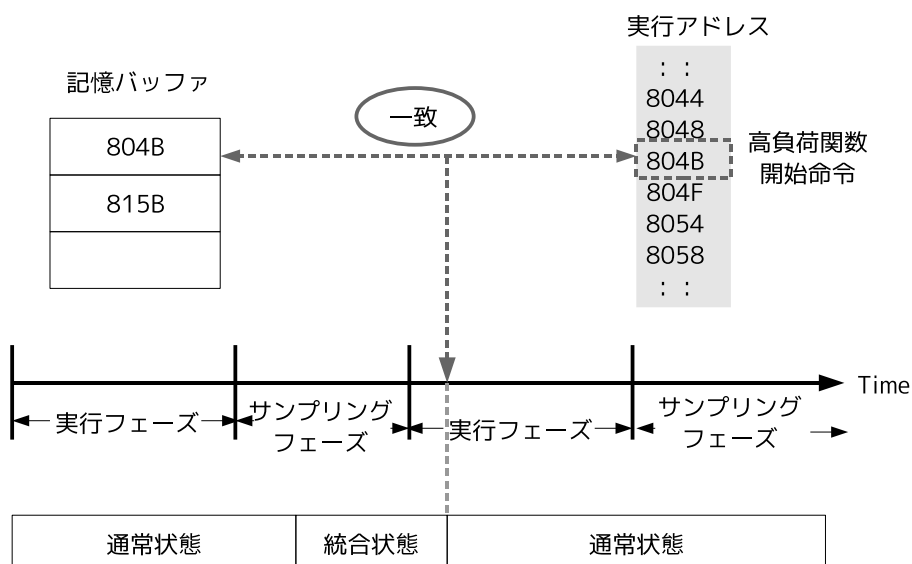 実行アドレス
記憶バッファ
: :
8044
8048
804B
804F
8054
8058
: :
一致
804B
815B
高負荷関数
開始命令
Time
実行フェーズ
サンプリング
フェーズ
実行フェーズ
サンプリング
フェーズ
通常状態
統合状態
通常状態